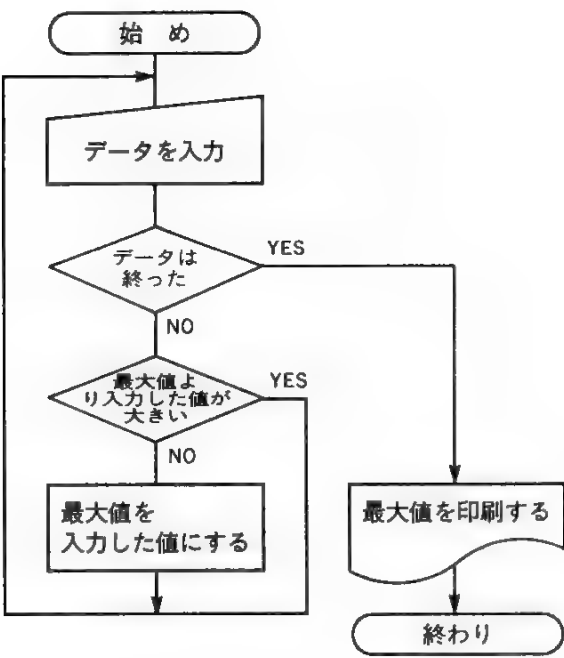 始 め
データを入力
データは
終った
YES
NO
最大値よ
り入力した値が
大きい
YES
NO
最大値を
入力した値にする
最大値を印刷する
終わり